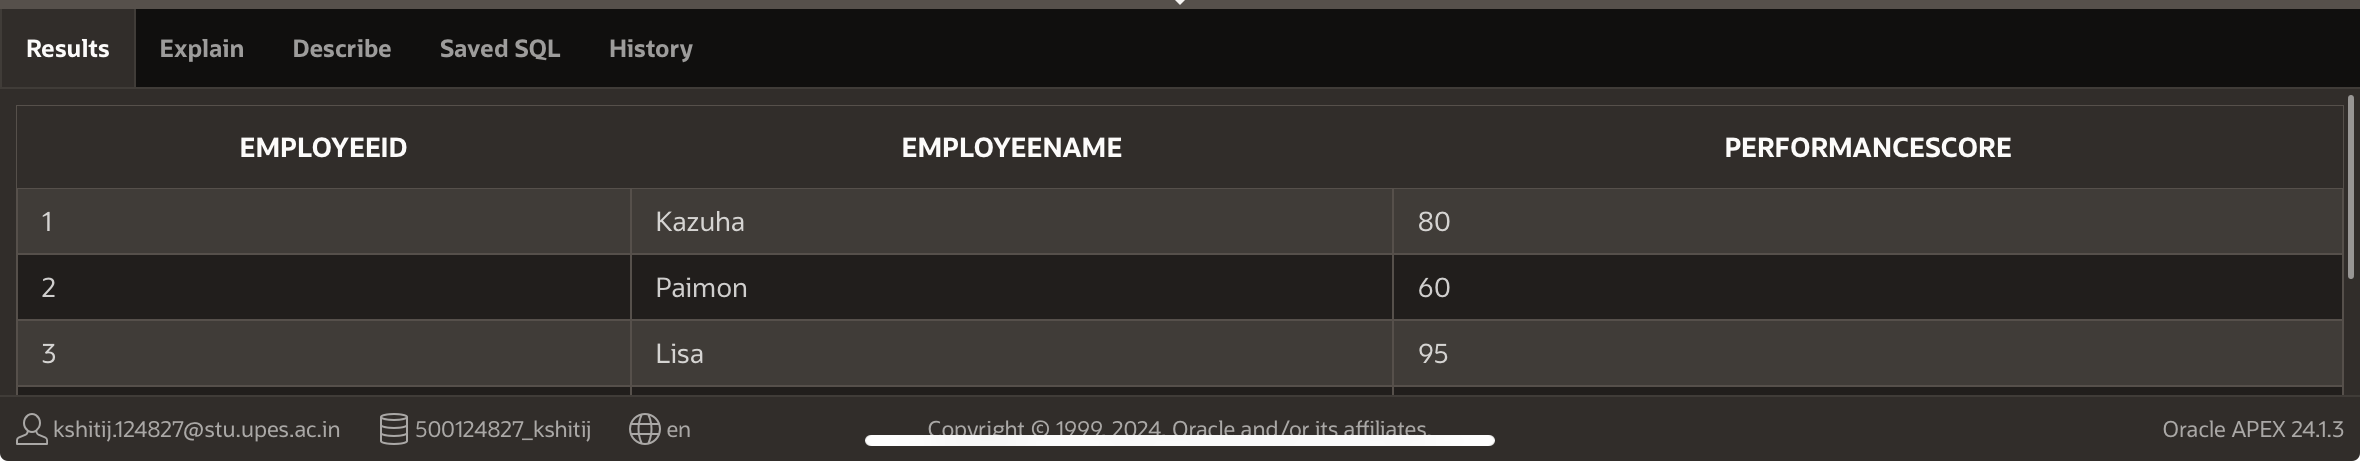 Results Explain Describe Saved SQL History
EMPLOYEEID EMPLOYEENAME PERFORMANCESCORE
1 Kazuha 80
2 Paimon 60
3 Lisa 95
kshitij.124827@stu.upes.ac.in 500124827_kshitij en Copyright © 1999, 2024, Oracle and/or its affiliates. Oracle APEX 24.1.3